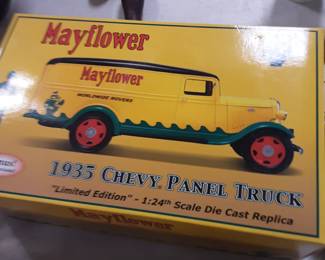 Mayflower
Mayflower
WORLDWIDE MOVERS
1935 CHEVY PANEL TRUCK
"Limited Edition" - 1:24th Scale Die Cast Replica
Mayflower